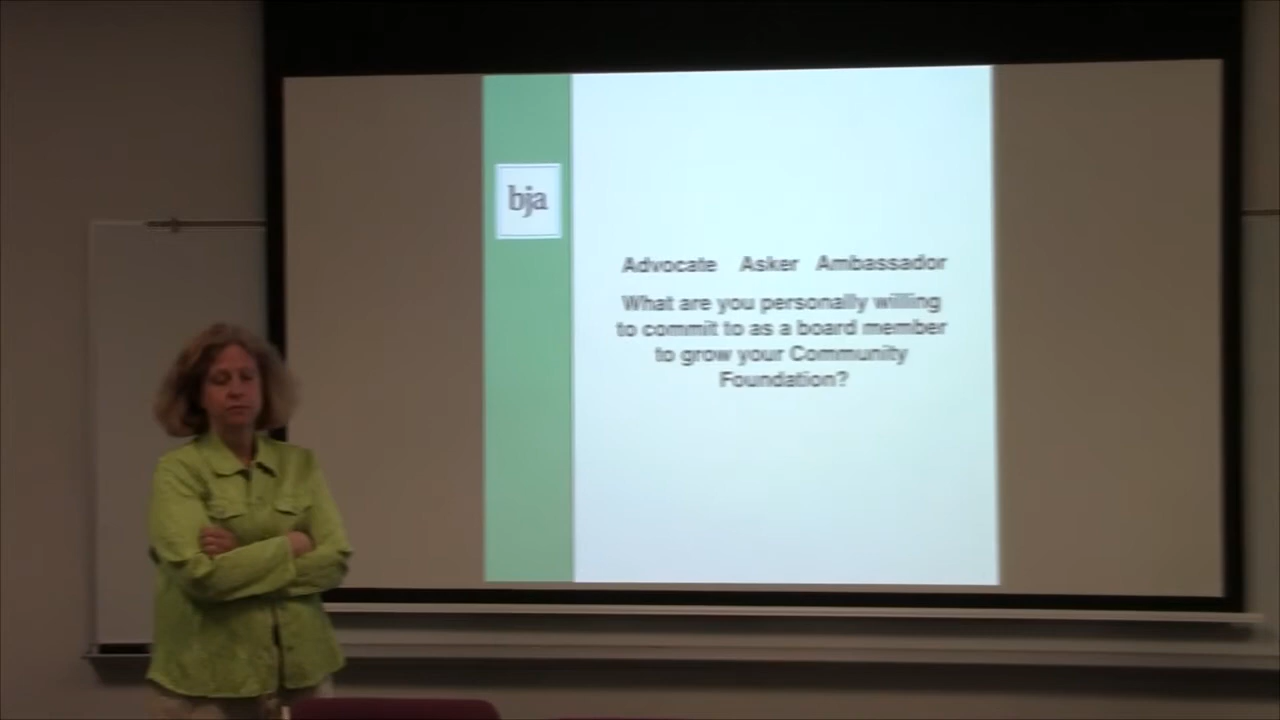 bja
Advocate Asker Ambassador
What are you personally willing
to commit to as a board member
to grow your Community
Foundation?